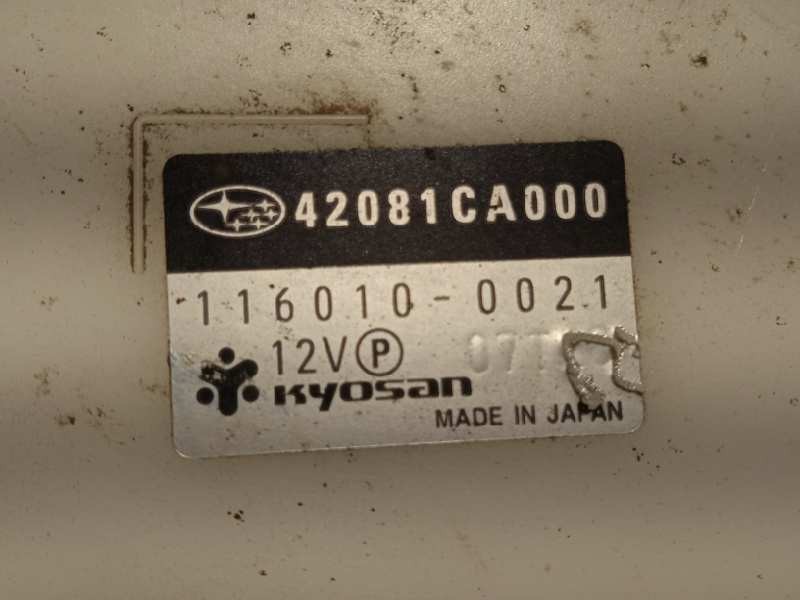 42081CA000
116010-0021
12V P
Kyosan
MADE IN JAPAN